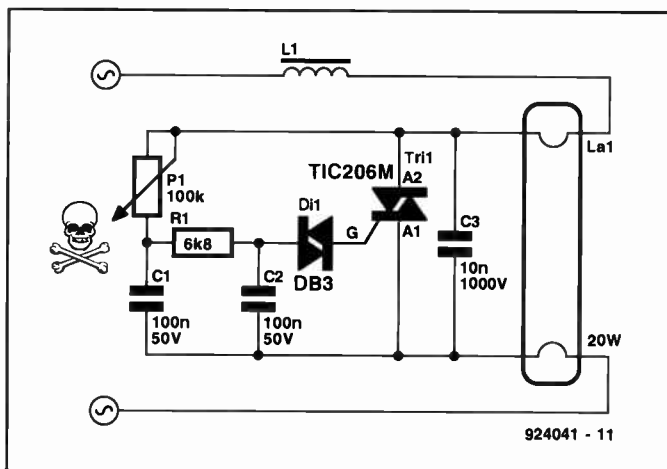 L1
La1
Tri1
TIC206M
A2
P1
100k
Di1
R1
G
A1
6k8
C3
DB3
10n
1000V
C1
C2
100n
50V
100n
50V
20W
924041 - 11